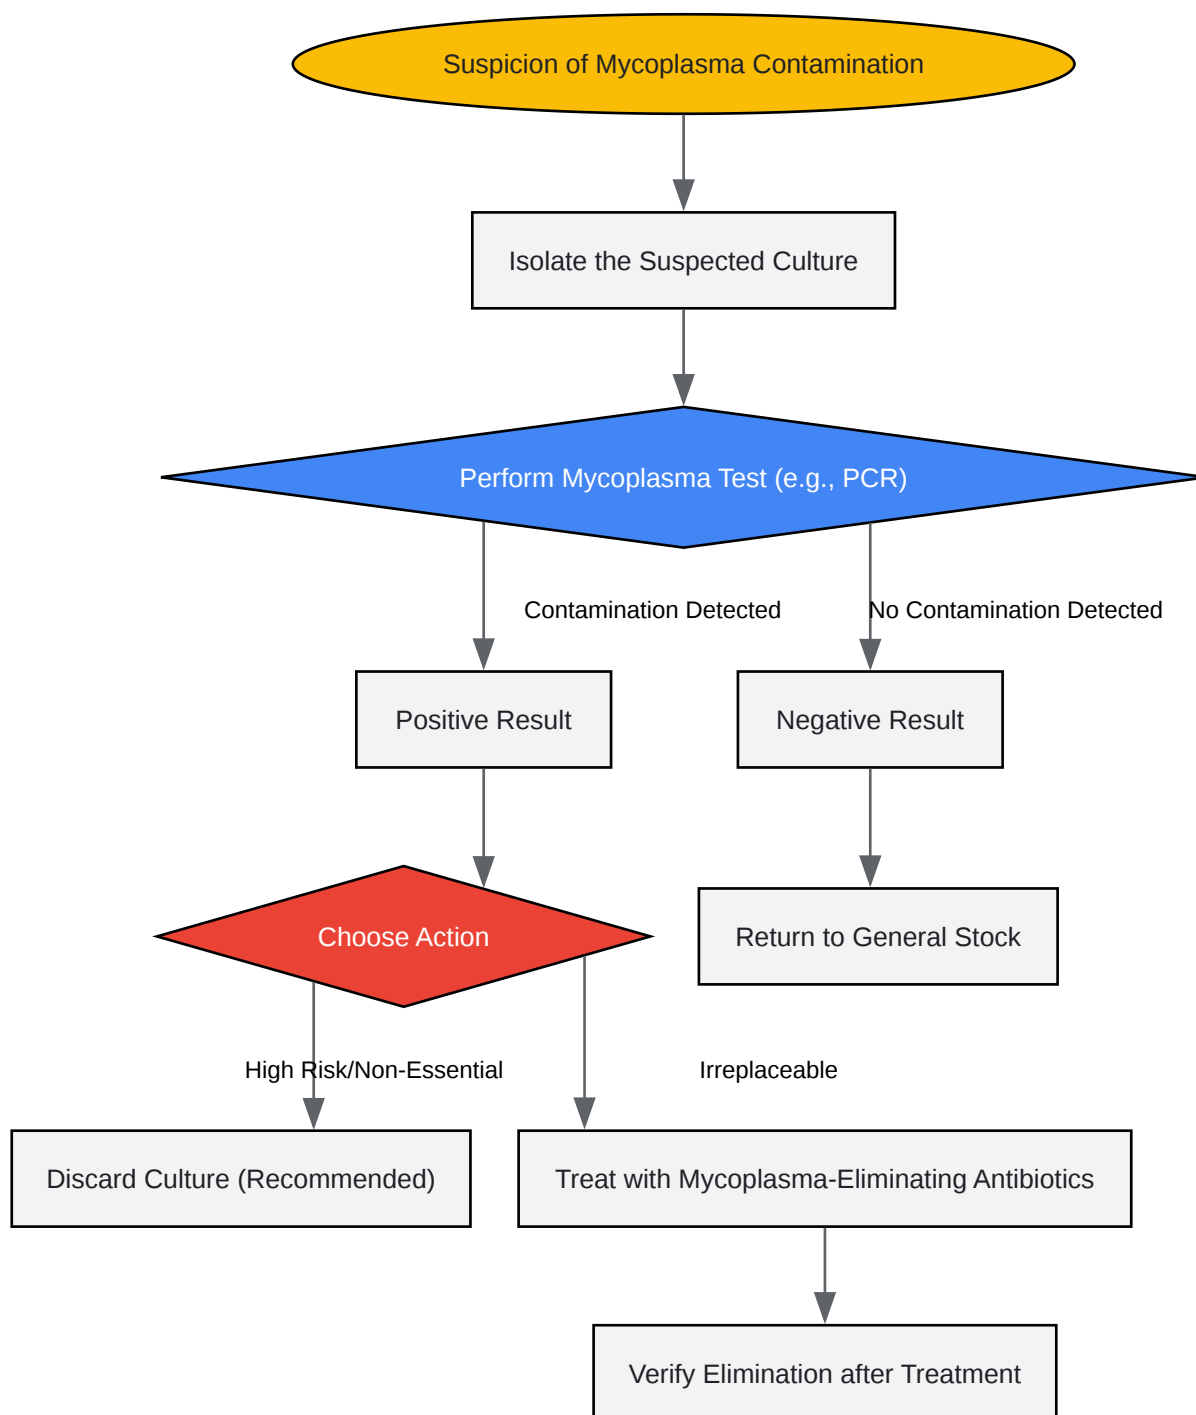 Suspicion of Mycoplasma Contamination
Isolate the Suspected Culture
Perform Mycoplasma Test (e.g., PCR)
Contamination Detected
No Contamination Detected
Positive Result
Negative Result
Choose Action
Return to General Stock
High Risk/Non-Essential
Irreplaceable
Discard Culture (Recommended)
Treat with Mycoplasma-Eliminating Antibiotics
Verify Elimination after Treatment